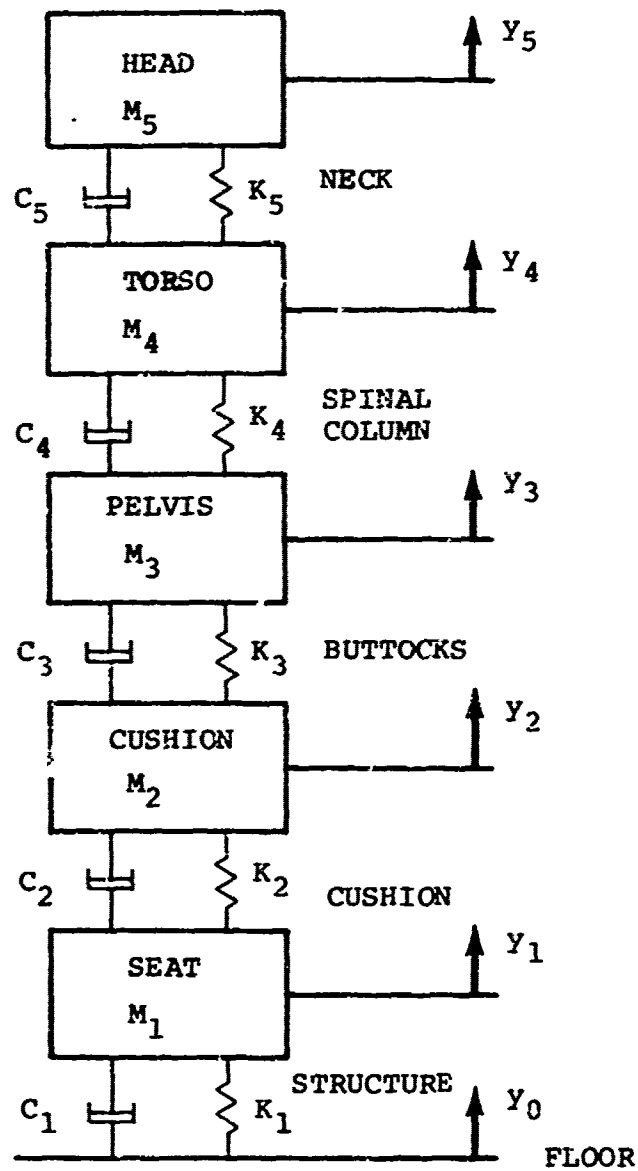 HEAD
M5
y5
C5
K5
NECK
TORSO
M4
y4
C4
K4
SPINAL
COLUMN
PELVIS
M3
y3
C3
K3
BUTTOCKS
CUSHION
M2
y2
C2
K2
CUSHION
SEAT
M1
y1
C1
K1
STRUCTURE
y0
FLOOR